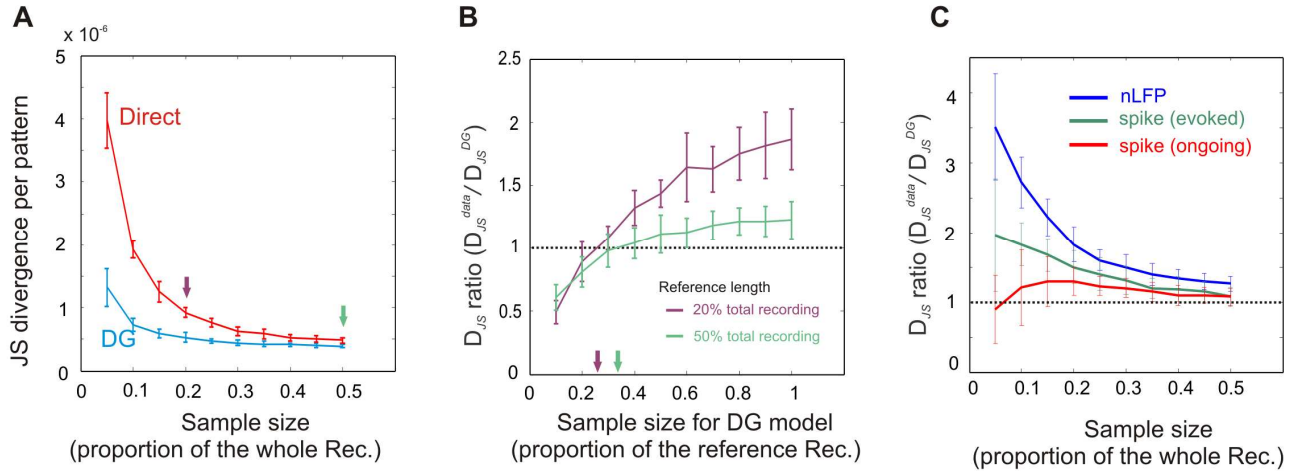 A
x 10⁻⁶
5
4
3
2
1
0
JS divergence per pattern
Direct
DG
0 0.1 0.2 0.3 0.4 0.5
Sample size
(proportion of the whole Rec.)
B
2.5
2
1.5
1
0.5
0
D_JS ratio (D_JS^data / D_JS^DG)
Reference length
20% total recording
50% total recording
0 0.2 0.4 0.6 0.8 1
Sample size for DG model
(proportion of the reference Rec.)
C
4
3
2
1
0
D_JS ratio (D_JS^data / D_JS^DG)
nLFP
spike (evoked)
spike (ongoing)
0 0.1 0.2 0.3 0.4 0.5
Sample size
(proportion of the whole Rec.)